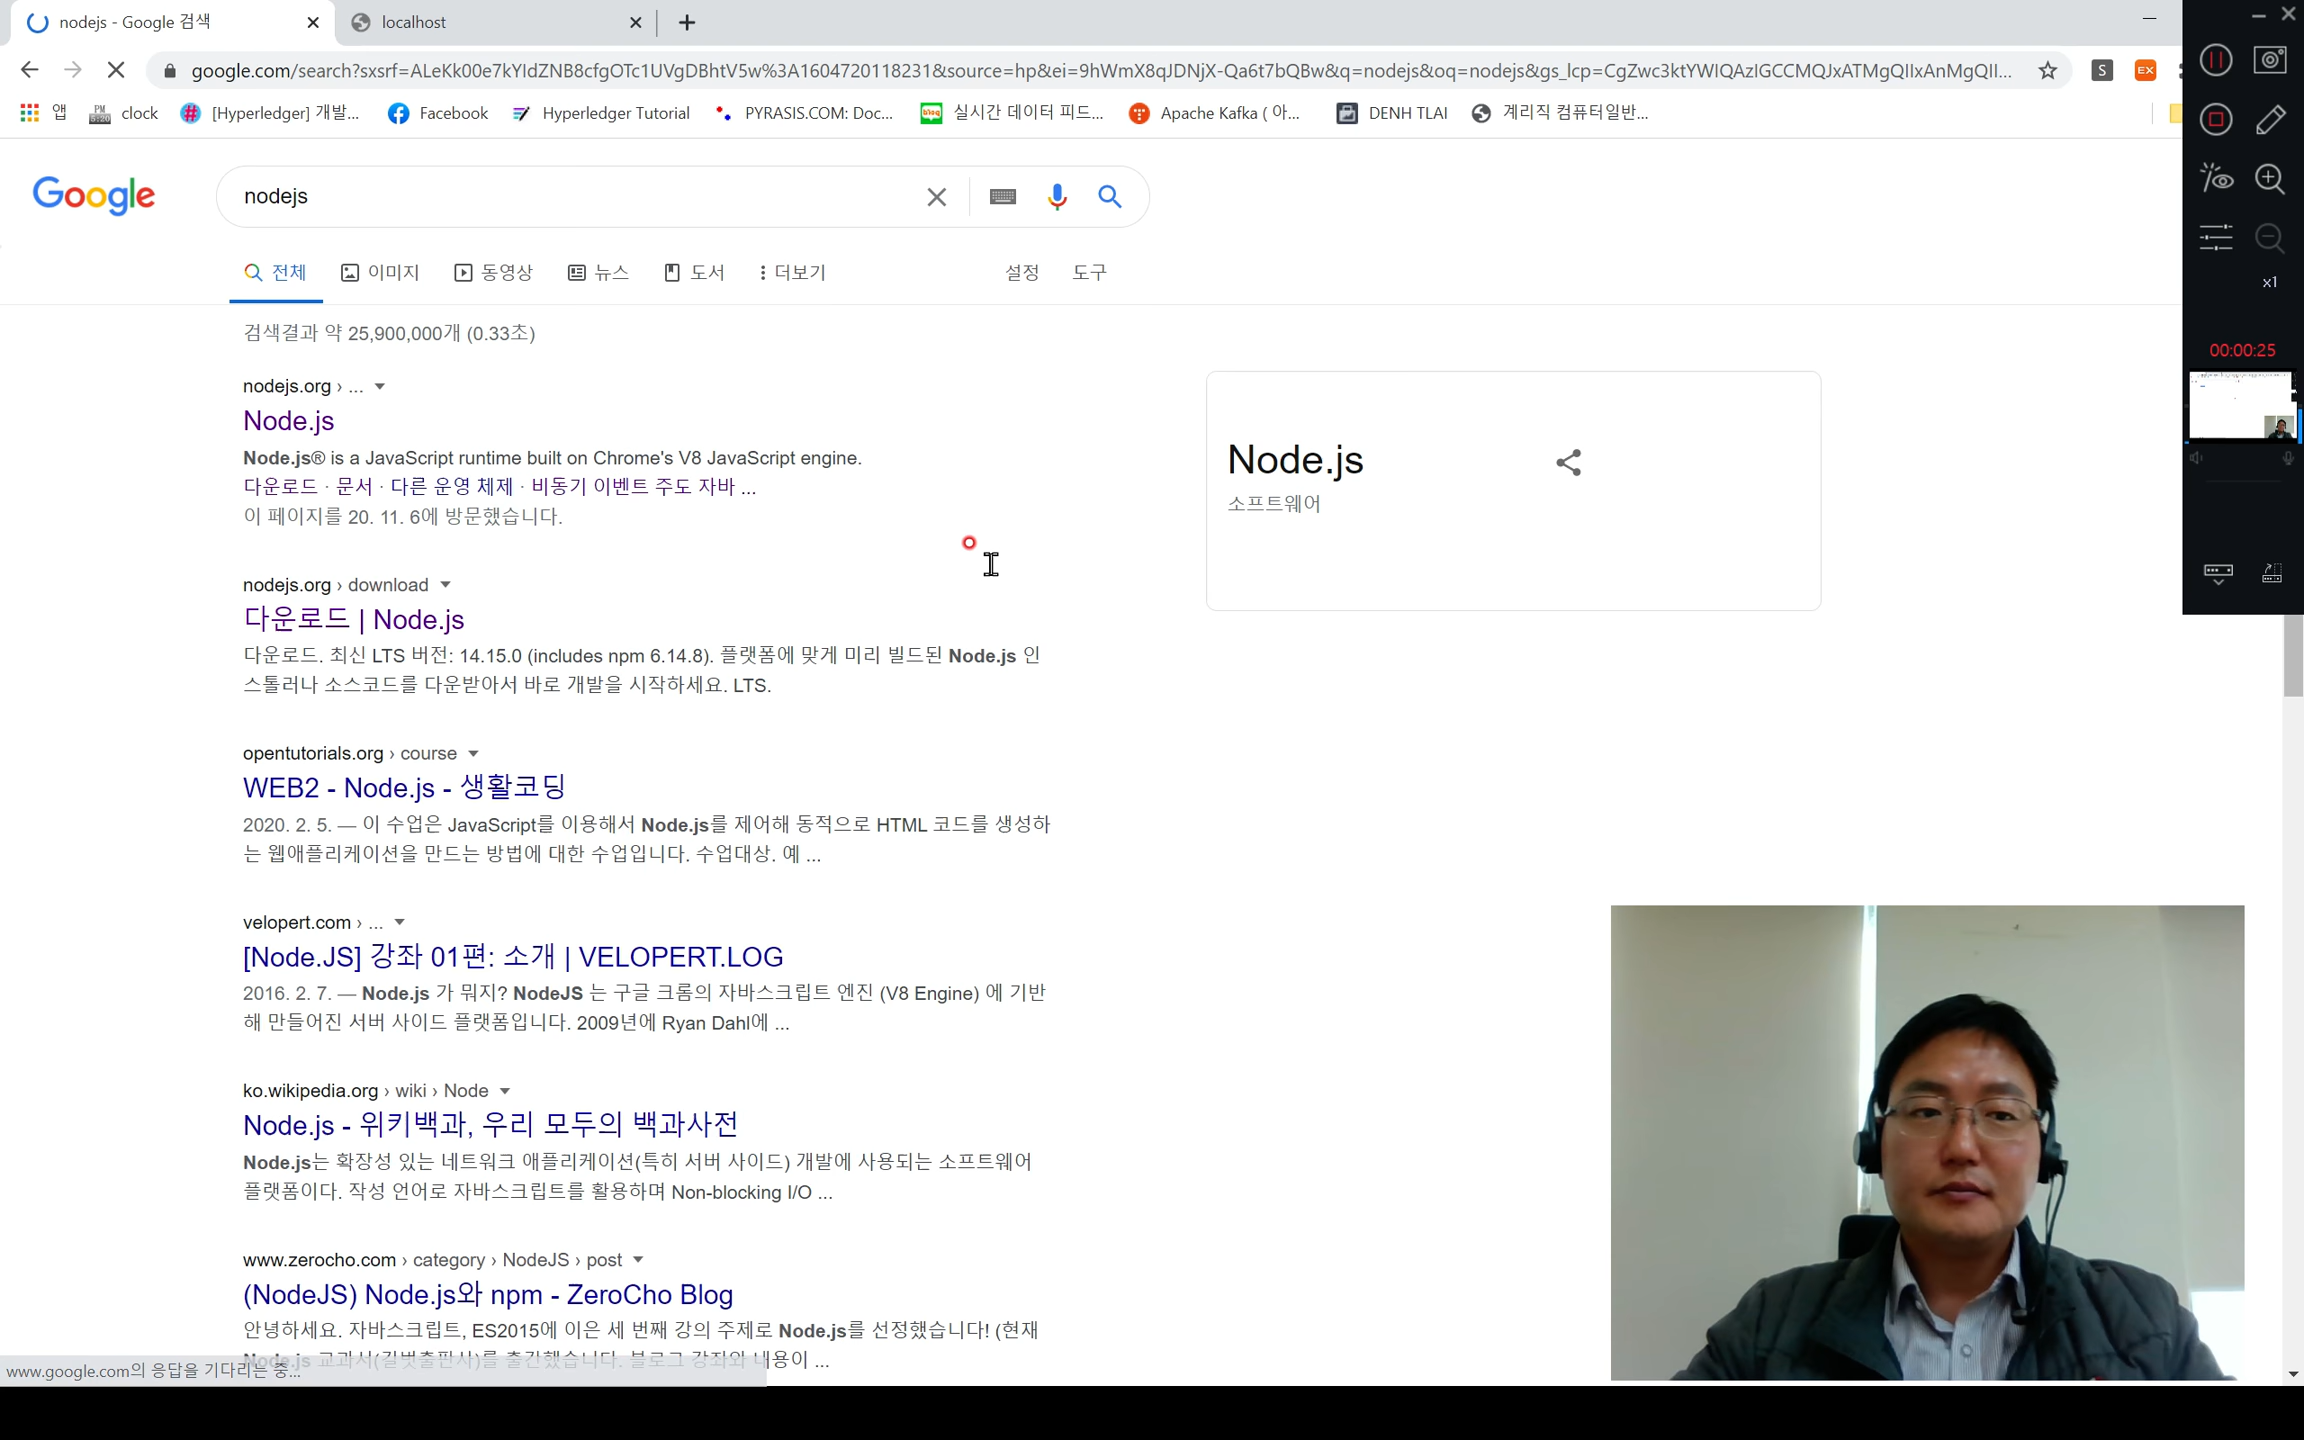 nodejs - Google 검색
localhost
google.com/search?sxsrf=ALeKk00e7kYIdZNB8cfgOTc1UVgDBhtV5w%3A1604720118231&source=hp&ei=9hWmX8qJDNjX-Qa6t7bQBw&q=nodejs&oq=nodejs&gs_lcp=CgZwc3ktYWIQAzIGCCMQJxATMgQIIxAnMgQII...
S
EX
앱
PM 5:20 clock
[Hyperledger] 개발...
Facebook
Hyperledger Tutorial
PYRASIS.COM: Doc...
blog 실시간 데이터 피드...
Apache Kafka ( 아...
DENH TLAI
계리직 컴퓨터일반...
Google
nodejs
전체 이미지 동영상 뉴스 도서 더보기 설정 도구
x1
00:00:25
검색결과 약 25,900,000개 (0.33초)
nodejs.org › ...
Node.js
Node.js® is a JavaScript runtime built on Chrome's V8 JavaScript engine.
다운로드 · 문서 · 다른 운영 체제 · 비동기 이벤트 주도 자바 ...
이 페이지를 20. 11. 6에 방문했습니다.
Node.js
소프트웨어
nodejs.org › download
다운로드 | Node.js
다운로드. 최신 LTS 버전: 14.15.0 (includes npm 6.14.8). 플랫폼에 맞게 미리 빌드된 Node.js 인
스톨러나 소스코드를 다운받아서 바로 개발을 시작하세요. LTS.
opentutorials.org › course
WEB2 - Node.js - 생활코딩
2020. 2. 5. — 이 수업은 JavaScript를 이용해서 Node.js를 제어해 동적으로 HTML 코드를 생성하
는 웹애플리케이션을 만드는 방법에 대한 수업입니다. 수업대상. 예 ...
velopert.com › ...
[Node.JS] 강좌 01편: 소개 | VELOPERT.LOG
2016. 2. 7. — Node.js 가 뭐지? NodeJS 는 구글 크롬의 자바스크립트 엔진 (V8 Engine) 에 기반
해 만들어진 서버 사이드 플랫폼입니다. 2009년에 Ryan Dahl에 ...
ko.wikipedia.org › wiki › Node
Node.js - 위키백과, 우리 모두의 백과사전
Node.js는 확장성 있는 네트워크 애플리케이션(특히 서버 사이드) 개발에 사용되는 소프트웨어
플랫폼이다. 작성 언어로 자바스크립트를 활용하며 Non-blocking I/O ...
www.zerocho.com › category › NodeJS › post
(NodeJS) Node.js와 npm - ZeroCho Blog
안녕하세요. 자바스크립트, ES2015에 이은 세 번째 강의 주제로 Node.js를 선정했습니다! (현재
Node.js 교과서(길벗출판사)를 출간했습니다. 블로그 강좌와 내용이 ...
www.google.com의 응답을 기다리는 중...